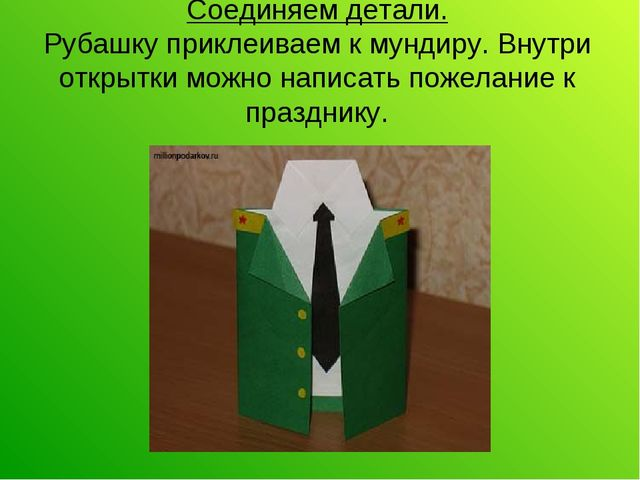 Соединяем детали.
Рубашку приклеиваем к мундиру. Внутри
открытки можно написать пожелание к
празднику.
millionpodarkov.ru